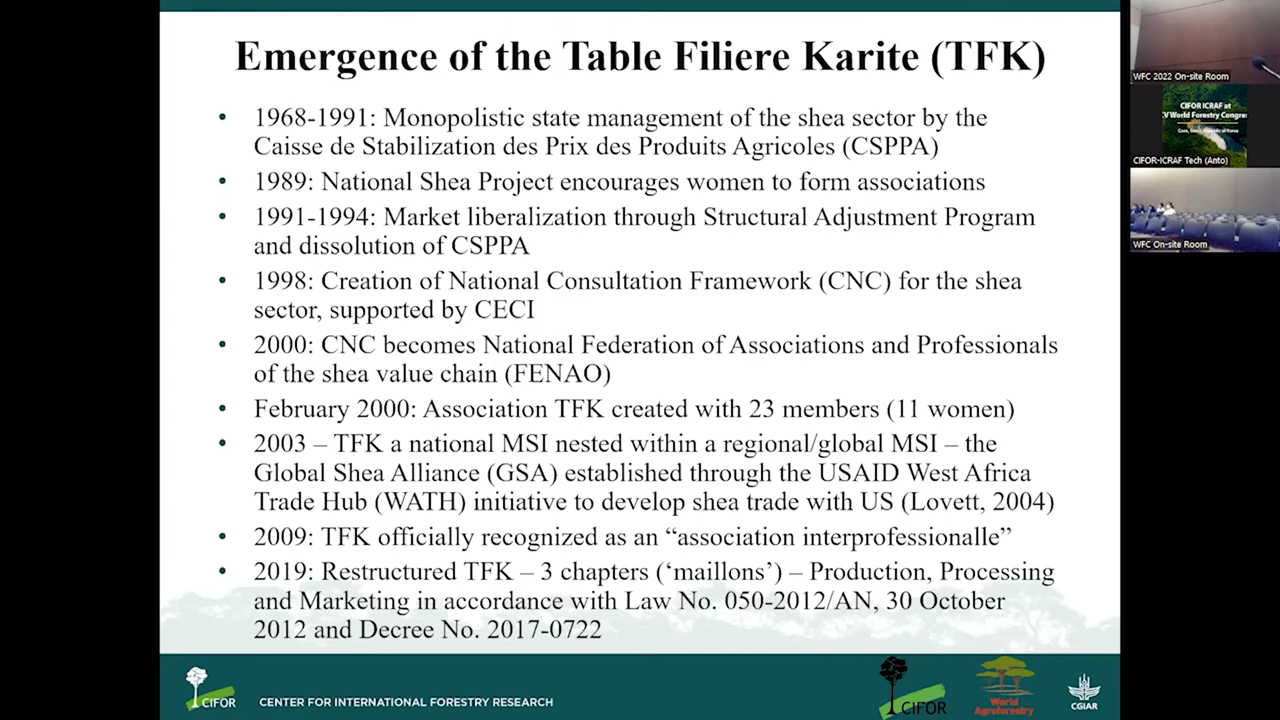 Emergence of the Table Filiere Karite (TFK)
• 1968-1991: Monopolistic state management of the shea sector by the
Caisse de Stabilization des Prix des Produits Agricoles (CSPPA)
• 1989: National Shea Project encourages women to form associations
• 1991-1994: Market liberalization through Structural Adjustment Program
and dissolution of CSPPA
• 1998: Creation of National Consultation Framework (CNC) for the shea
sector, supported by CECI
• 2000: CNC becomes National Federation of Associations and Professionals
of the shea value chain (FENAO)
• February 2000: Association TFK created with 23 members (11 women)
• 2003 – TFK a national MSI nested within a regional/global MSI – the
Global Shea Alliance (GSA) established through the USAID West Africa
Trade Hub (WATH) initiative to develop shea trade with US (Lovett, 2004)
• 2009: TFK officially recognized as an “association interprofessionalle”
• 2019: Restructured TFK – 3 chapters (‘maillons’) – Production, Processing
and Marketing in accordance with Law No. 050-2012/AN, 30 October
2012 and Decree No. 2017-0722
CIFOR
CENTER FOR INTERNATIONAL FORESTRY RESEARCH
CIFOR
World
Agroforestry
CGIAR
WFC 2022 On-site Room
CIFOR ICRAF at
V World Forestry Congres
CIFOR-ICRAF Tech (Anto)
WFC On-site Room